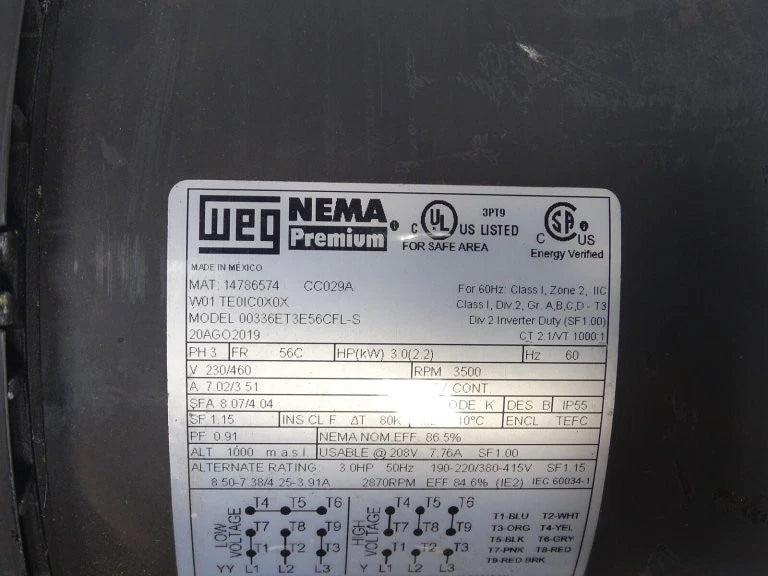 WEG NEMA Premium ® C UL US LISTED 3PT9 C SA US
FOR SAFE AREA Energy Verified
MADE IN MÉXICO
MAT: 14786574 CC029A For 60Hz: Class I, Zone 2, IIC
W01.TE0IC0X0X Class I, Div.2, Gr. A,B,C,D - T3
MODEL 00336ET3E56CFL-S Div.2 Inverter Duty (SF1.00)
20AGO2019 CT 2:1/VT 1000:1
PH 3 FR 56C HP(kW) 3.0(2.2) Hz 60
V 230/460 RPM 3500
A 7.02/3.51 CONT.
SFA 8.07/4.04 CODE K DES B IP55
SF 1.15 INS CL F ΔT 80K 40°C ENCL TEFC
PF 0.91 NEMA NOM.EFF. 86.5%
ALT 1000 m.a.s.l. USABLE @ 208V 7.76A SF1.00
ALTERNATE RATING: 3.0HP 50Hz 190-220/380-415V SF1.15
8.50-7.38/4.25-3.91A 2870RPM EFF 84.6% (IE2) IEC 60034-1
LOW VOLTAGE
T4 T5 T6
T7 T8 T9
T1 T2 T3
YY L1 L2 L3
HIGH VOLTAGE
T4 T5 T6
T7 T8 T9
T1 T2 T3
Y L1 L2 L3
T1-BLU T2-WHT
T3-ORG T4-YEL
T5-BLK T6-GRY
T7-PNK T8-RED
T9-RED BRK